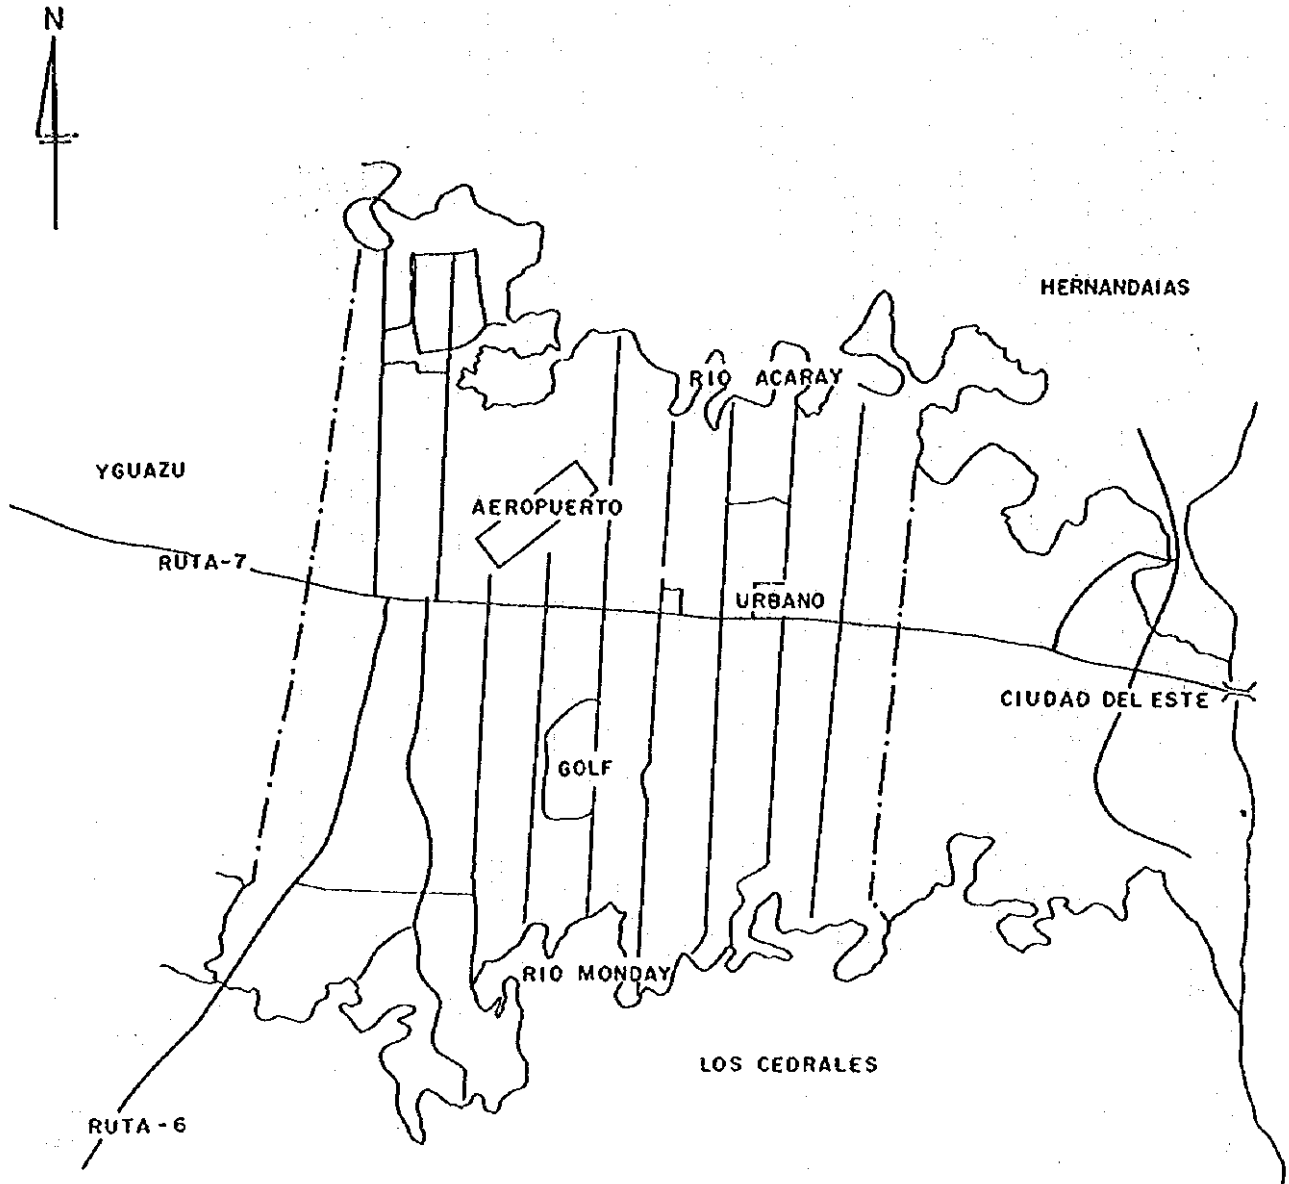 N
HERNANDAIAS
RIO ACARAY
YGUAZU
AEROPUERTO
RUTA-7
URBANO
CIUDAD DEL ESTE
GOLF
RIO MONDAY
LOS CEDRALES
RUTA-6